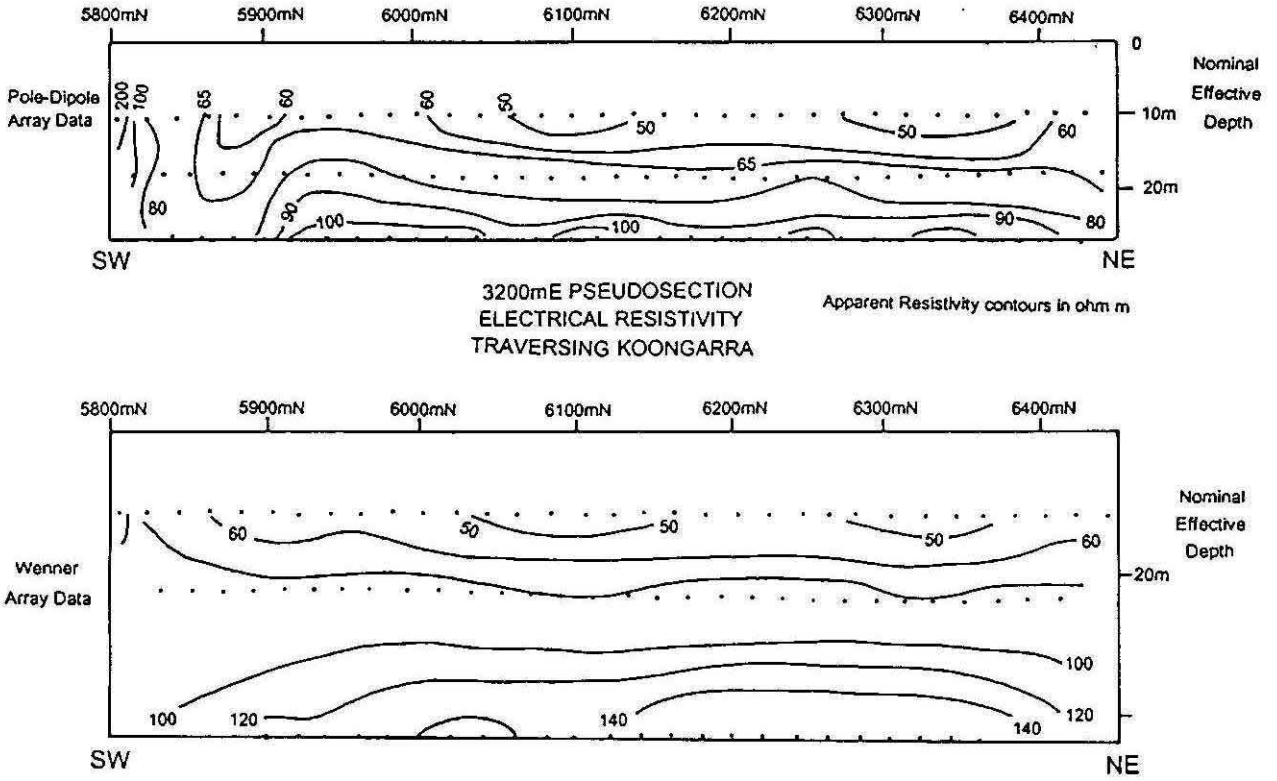 5800mN 5900mN 6000mN 6100mN 6200mN 6300mN 6400mN
0
Nominal
Effective
Depth
Pole-Dipole
Array Data
200 100 65 60 60 50 50 50 60
10m
65
20m
80 90 100 100 90 80
SW NE
3200mE PSEUDOSECTION
ELECTRICAL RESISTIVITY
TRAVERSING KOONGARRA
Apparent Resistivity contours in ohm m
5800mN 5900mN 6000mN 6100mN 6200mN 6300mN 6400mN
Nominal
Effective
Depth
60 50 50 50 60
Wenner
Array Data
20m
100
100 120 140 140 120
SW NE